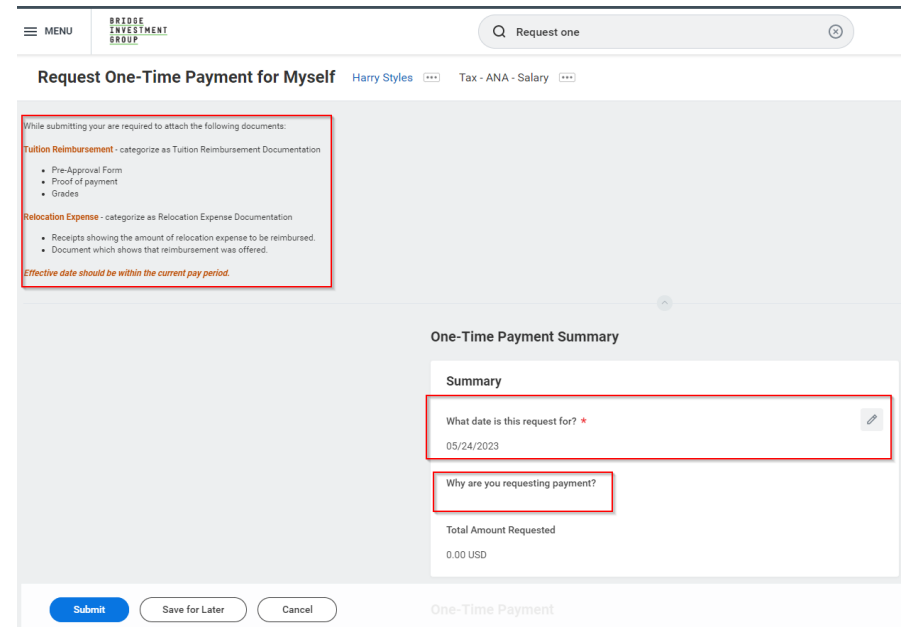 MENU
BRIDGE
INVESTMENT
GROUP
Request one
Request One-Time Payment for Myself Harry Styles Tax - ANA - Salary
While submitting your are required to attach the following documents:
Tuition Reimbursement - categorize as Tuition Reimbursement Documentation
• Pre-Approval Form
• Proof of payment
• Grades
Relocation Expense - categorize as Relocation Expense Documentation
• Receipts showing the amount of relocation expense to be reimbursed.
• Document which shows that reimbursement was offered.
Effective date should be within the current pay period.
One-Time Payment Summary
Summary
What date is this request for? *
05/24/2023
Why are you requesting payment?
Total Amount Requested
0.00 USD
Submit Save for Later Cancel
One-Time Payment